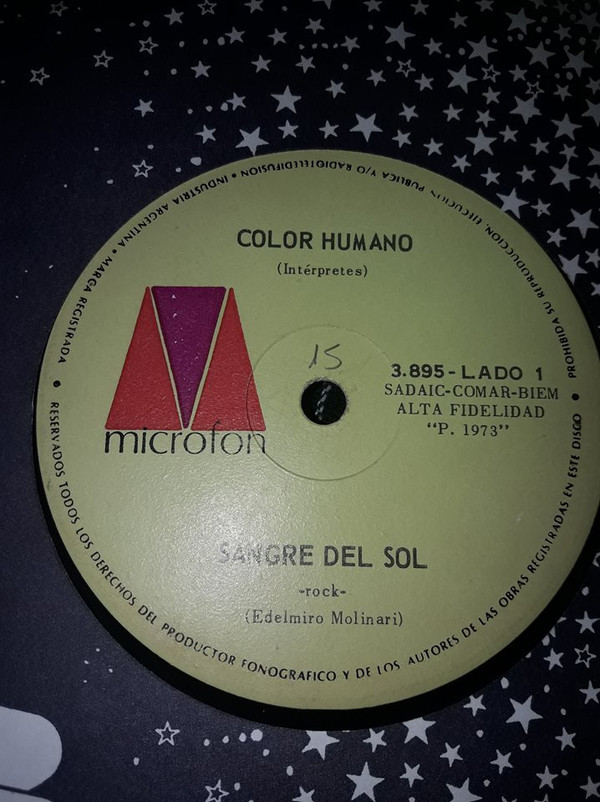 COLOR HUMANO
(Intérpretes)
15
3.895-LADO 1
SADAIC-COMAR-BIEM
ALTA FIDELIDAD
"P. 1973"
microfon
SANGRE DEL SOL
-rock-
(Edelmiro Molinari)
RESERVADOS TODOS LOS DERECHOS DEL PRODUCTOR FONOGRAFICO Y DE LOS AUTORES DE LAS OBRAS REGISTRADAS EN ESTE DISCO • PROHIBIDA SU REPRODUCCION, EJECUCION PUBLICA Y/O RADIOTELEDIFUSION • INDUSTRIA ARGENTINA • MARCA REGISTRADA •